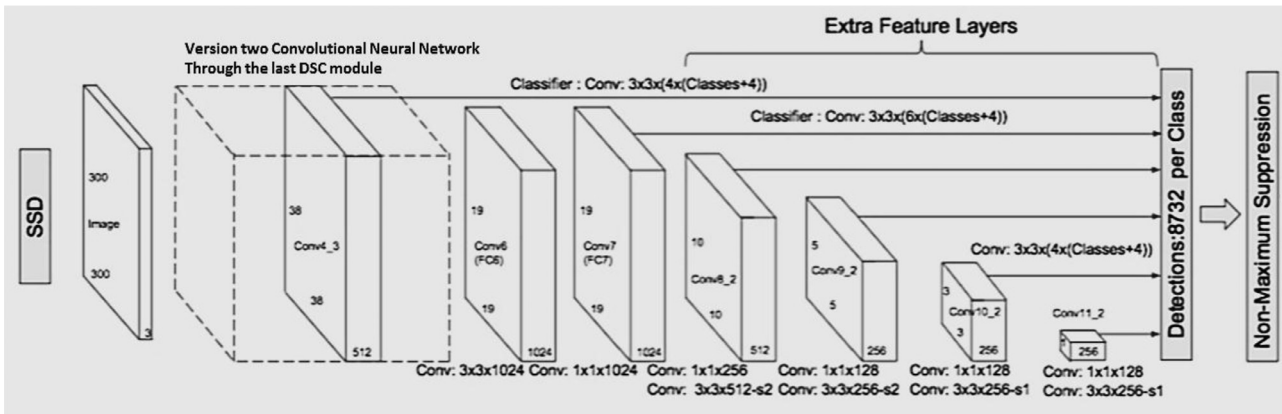 Extra Feature Layers
Version two Convolutional Neural Network
Through the last DSC module
Classifier : Conv: 3x3x(4x(Classes+4))
Classifier : Conv: 3x3x(6x(Classes+4))
SSD
300
Image
300
3
38
Conv4_3
38
512
19
Conv6
(FC6)
19
1024
19
Conv7
(FC7)
19
1024
10
Conv8_2
10
512
5
Conv9_2
5
256
Conv: 3x3x(4x(Classes+4))
3
Conv10_2
3
256
Conv11_2
256
Conv: 3x3x1024
Conv: 1x1x1024
Conv: 1x1x256
Conv: 3x3x512-s2
Conv: 1x1x128
Conv: 3x3x256-s2
Conv: 1x1x128
Conv: 3x3x256-s1
Conv: 1x1x128
Conv: 3x3x256-s1
Detections:8732 per Class
Non-Maximum Suppression